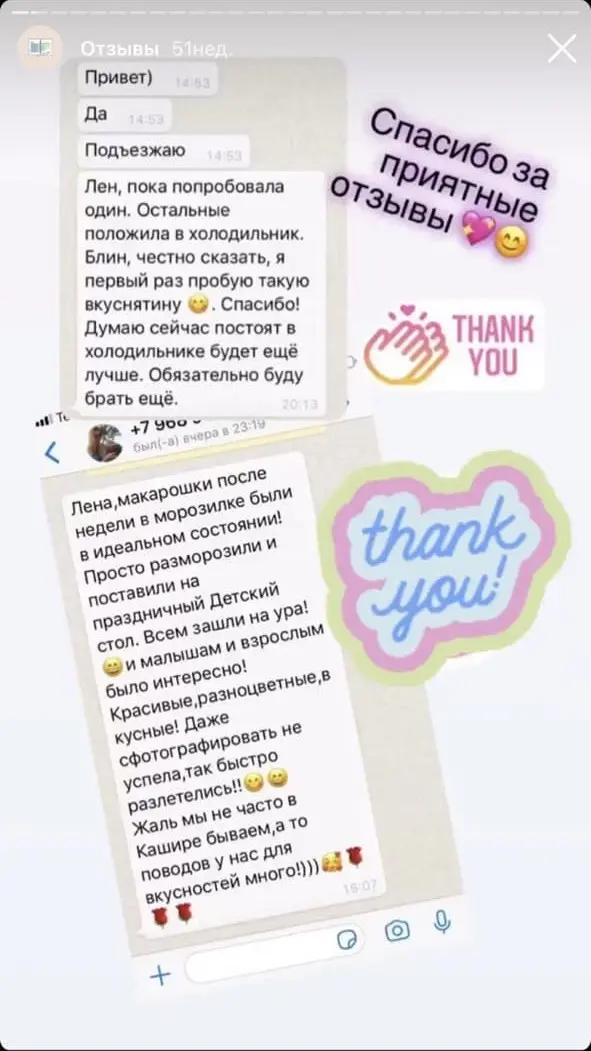 Отзывы 51нед.
Привет)
14:53
Да
14:53
Подъезжаю
14:53
Лен, пока попробовала
один. Остальные
положила в холодильник.
Блин, честно сказать, я
первый раз пробую такую
вкуснятину 😋. Спасибо!
Думаю сейчас постоят в
холодильнике будет ещё
лучше. Обязательно буду
брать ещё.
20:13
Спасибо за
приятные
отзывы 💖😊
THANK
YOU
+7 968
был(-а) вчера в 23:19
Лена,макарошки после
недели в морозилке были
в идеальном состоянии!
Просто разморозили и
поставили на
праздничный Детский
стол. Всем зашли на ура!
😄и малышам и взрослым
было интересно!
Красивые,разноцветные,в
кусные! Даже
сфотографировать не
успела,так быстро
разлетелись!!😋😄
Жаль мы не часто в
Кашире бываем,а то
поводов у нас для
вкусностей много!)))🥰🌹
🌹🌹
16:07
thank
you!